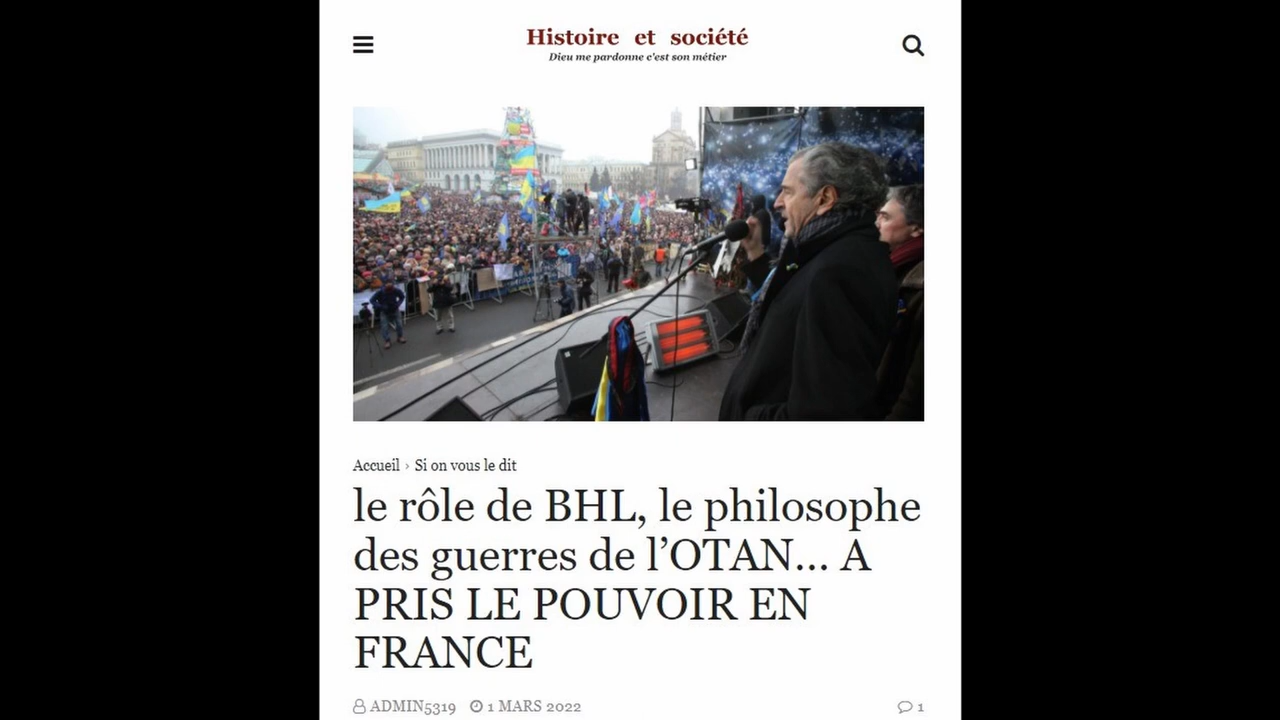 Histoire et société
Dieu me pardonne c'est son métier
Accueil › Si on vous le dit
le rôle de BHL, le philosophe
des guerres de l’OTAN… A
PRIS LE POUVOIR EN
FRANCE
ADMIN5319 1 MARS 2022 1